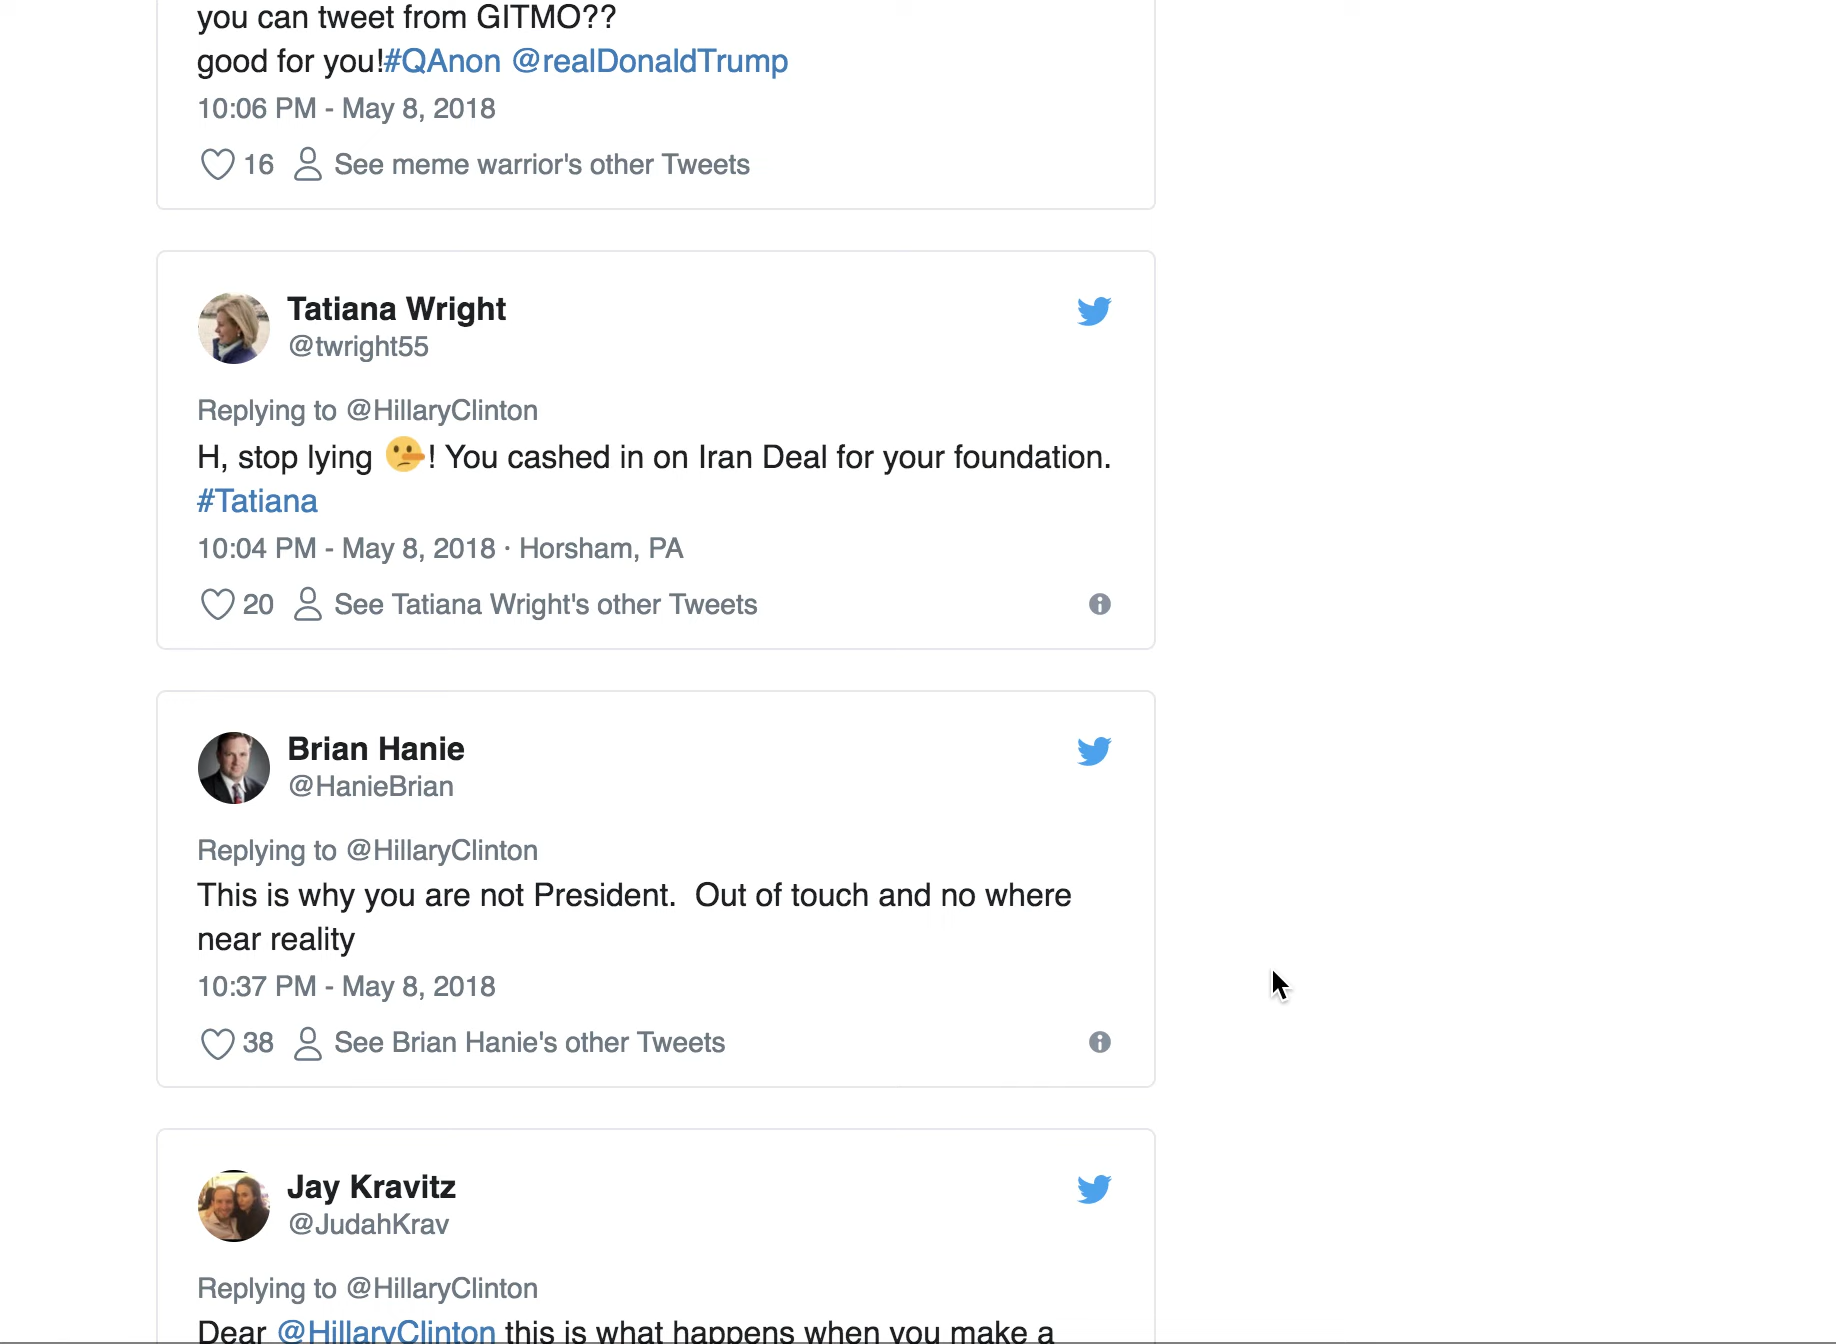 you can tweet from GITMO??
good for you!#QAnon @realDonaldTrump
10:06 PM - May 8, 2018
16 See meme warrior's other Tweets
Tatiana Wright
@twright55
Replying to @HillaryClinton
H, stop lying 🤥! You cashed in on Iran Deal for your foundation.
#Tatiana
10:04 PM - May 8, 2018 · Horsham, PA
20 See Tatiana Wright's other Tweets
Brian Hanie
@HanieBrian
Replying to @HillaryClinton
This is why you are not President.  Out of touch and no where
near reality
10:37 PM - May 8, 2018
38 See Brian Hanie's other Tweets
Jay Kravitz
@JudahKrav
Replying to @HillaryClinton
Dear @HillaryClinton this is what happens when you make a